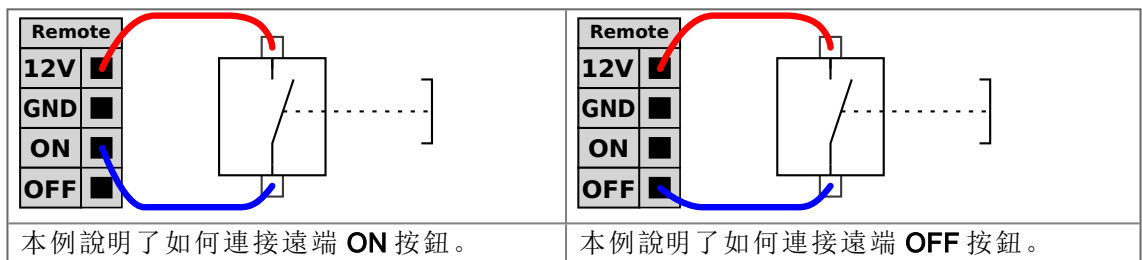 Remote
12V
GND
ON
OFF
本例說明了如何連接遠端 ON 按鈕。
Remote
12V
GND
ON
OFF
本例說明了如何連接遠端 OFF 按鈕。